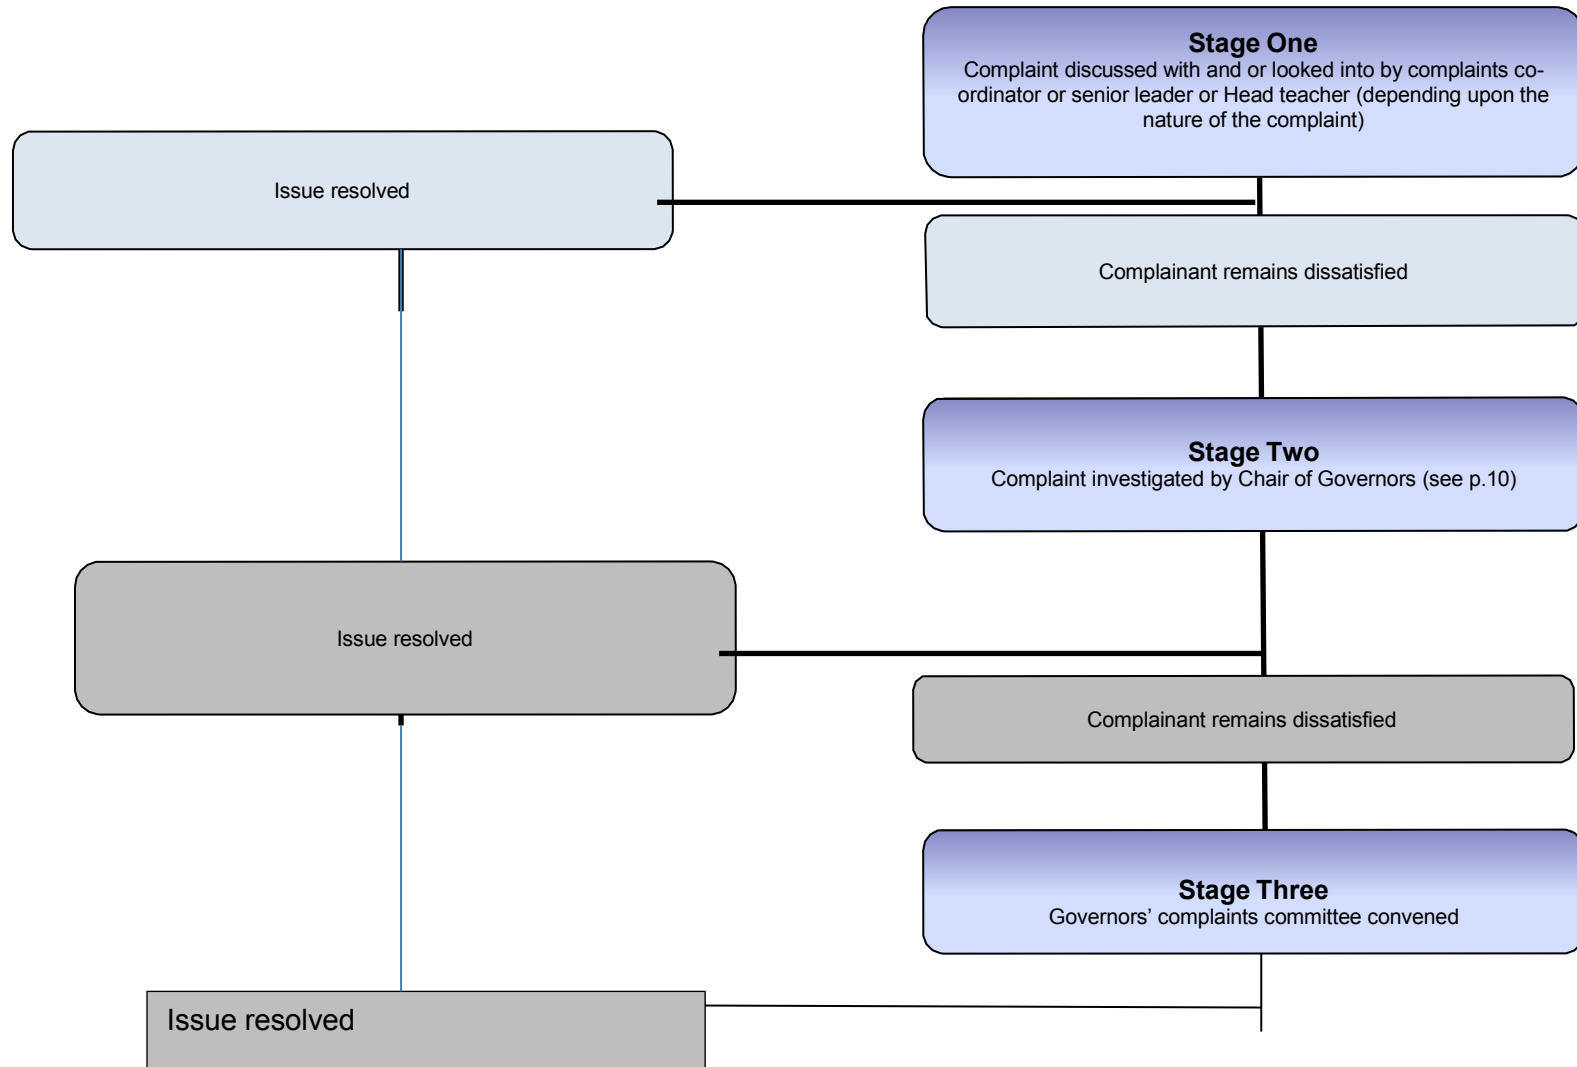 Stage One
Complaint discussed with and or looked into by complaints co-
ordinator or senior leader or Head teacher (depending upon the
nature of the complaint)
Issue resolved
Complainant remains dissatisfied
Stage Two
Complaint investigated by Chair of Governors (see p.10)
Issue resolved
Complainant remains dissatisfied
Stage Three
Governors’ complaints committee convened
Issue resolved